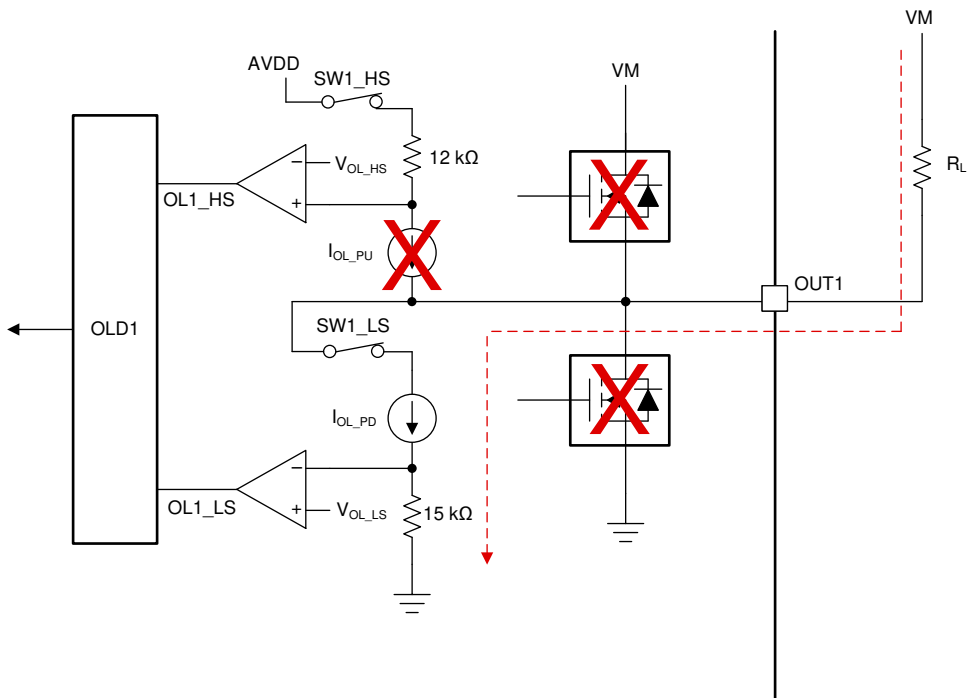 VM
AVDD
SW1_HS
VM
12 kΩ
V_OL_HS
R_L
OL1_HS
−
+
I_OL_PU
OUT1
OLD1
SW1_LS
I_OL_PD
−
OL1_LS
+
V_OL_LS
15 kΩ